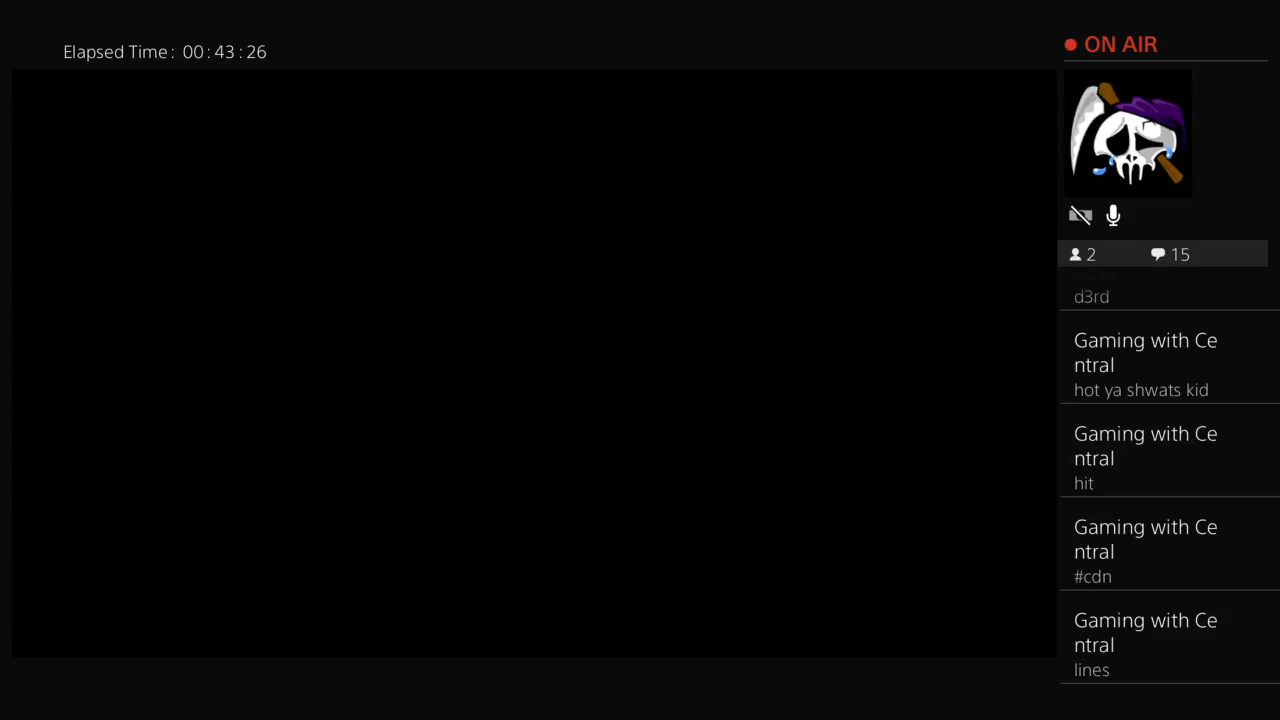 Elapsed Time: 00:43:26
ON AIR
2 15
d3rd
Gaming with Ce
ntral
hot ya shwats kid
Gaming with Ce
ntral
hit
Gaming with Ce
ntral
#cdn
Gaming with Ce
ntral
lines